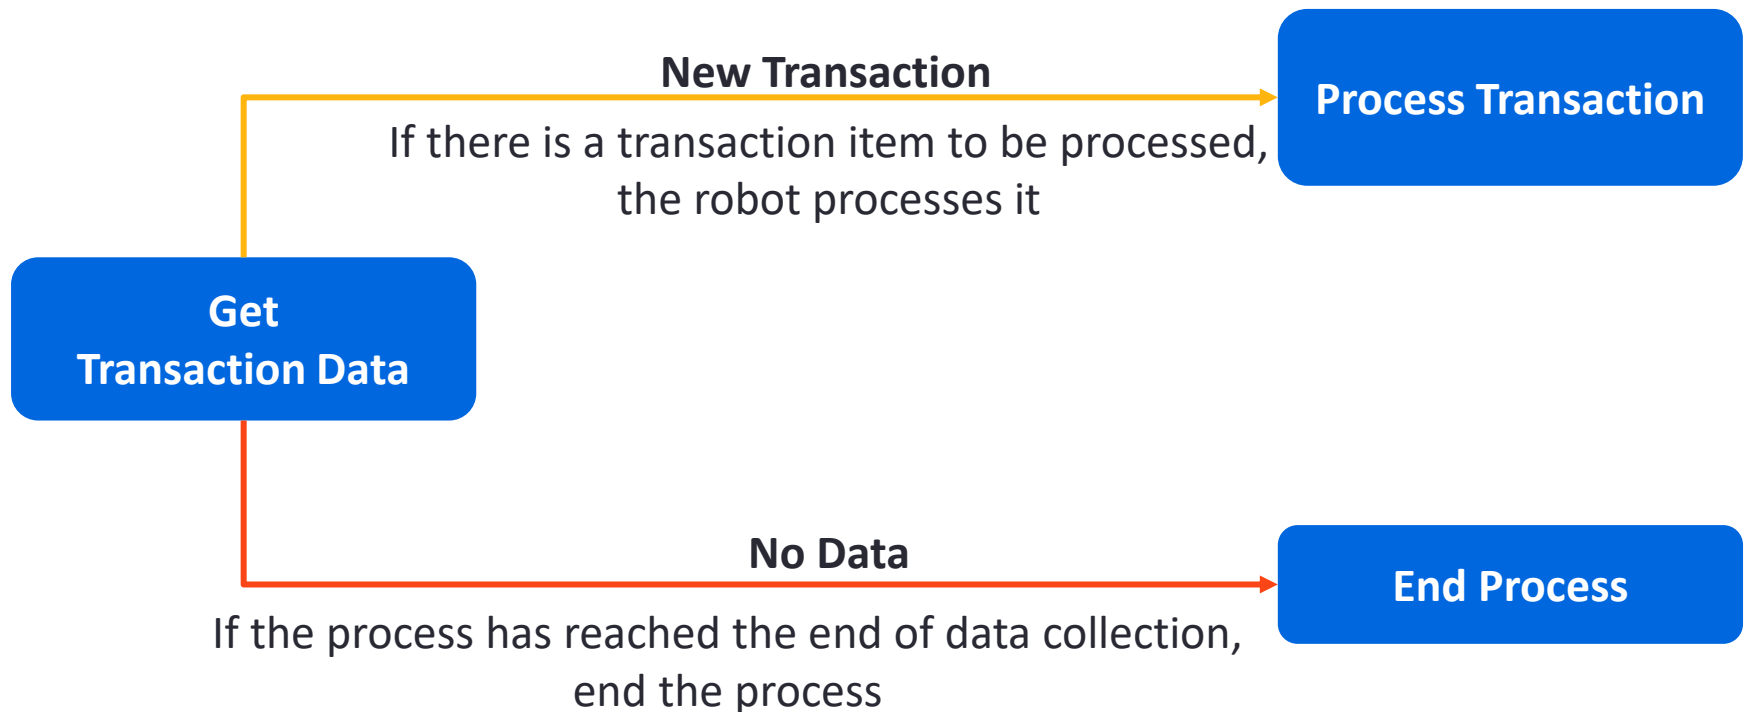 New Transaction
If there is a transaction item to be processed,
the robot processes it
Process Transaction
Get
Transaction Data
No Data
If the process has reached the end of data collection,
end the process
End Process